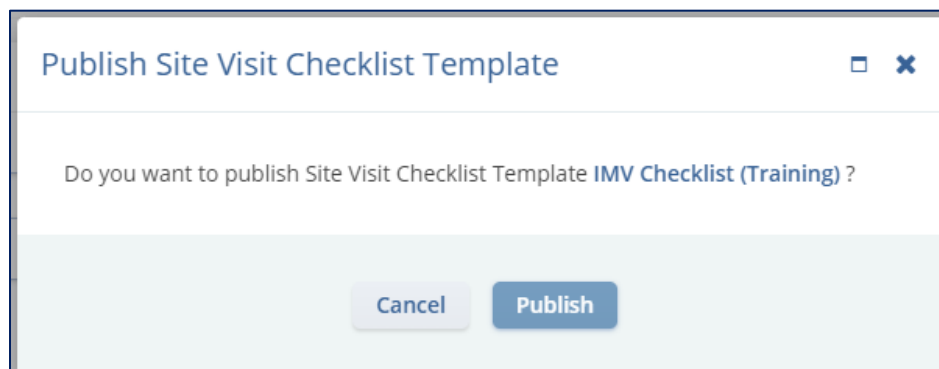 Publish Site Visit Checklist Template
Do you want to publish Site Visit Checklist Template IMV Checklist (Training) ?
Cancel
Publish